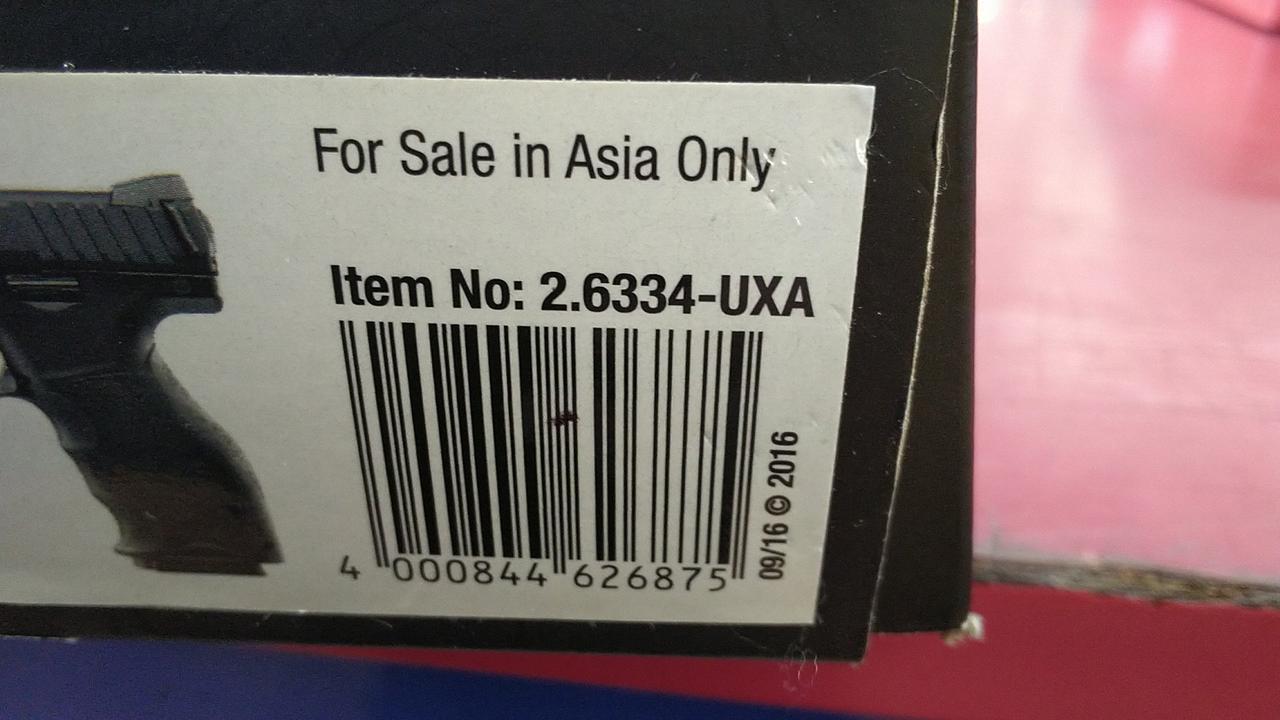 For Sale in Asia Only
Item No: 2.6334-UXA
4 000844 626875
09/16 © 2016